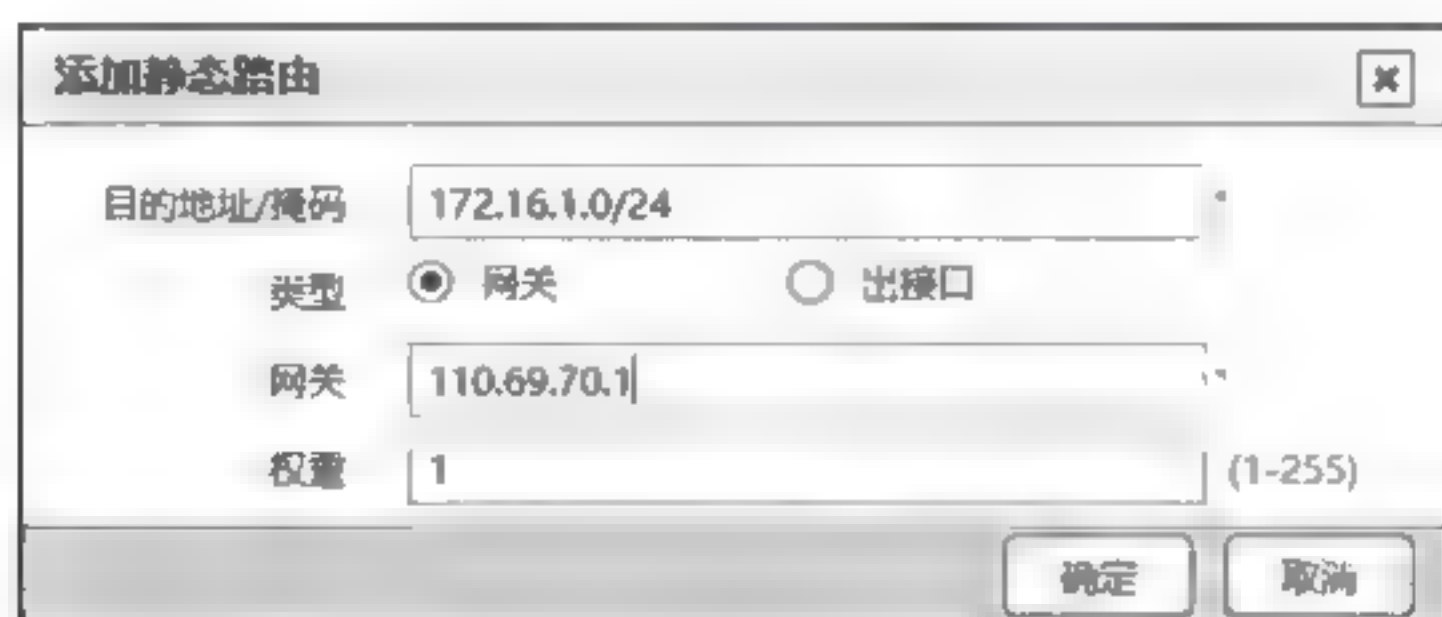 添加静态路由
目的地址/掩码 172.16.1.0/24 *
类型 网关 出接口
网关 110.69.70.1
权重 1 (1-255)
确定 取消